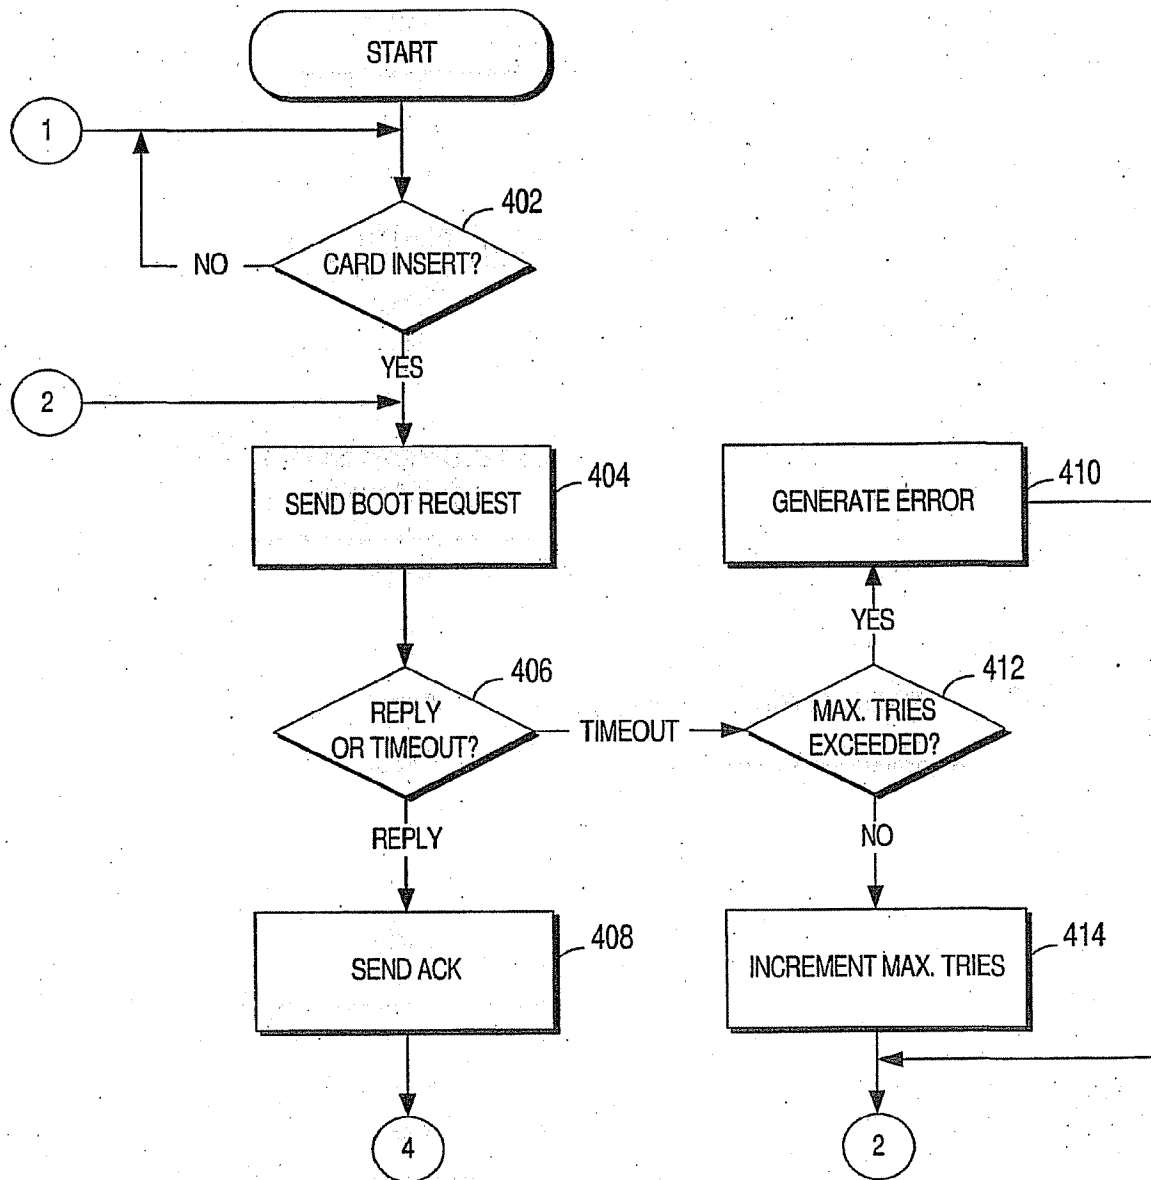 START
1
402
CARD INSERT?
NO
YES
2
SEND BOOT REQUEST
404
GENERATE ERROR
410
YES
REPLY
OR TIMEOUT?
406
TIMEOUT
MAX. TRIES
EXCEEDED?
412
REPLY
NO
SEND ACK
408
INCREMENT MAX. TRIES
414
4
2